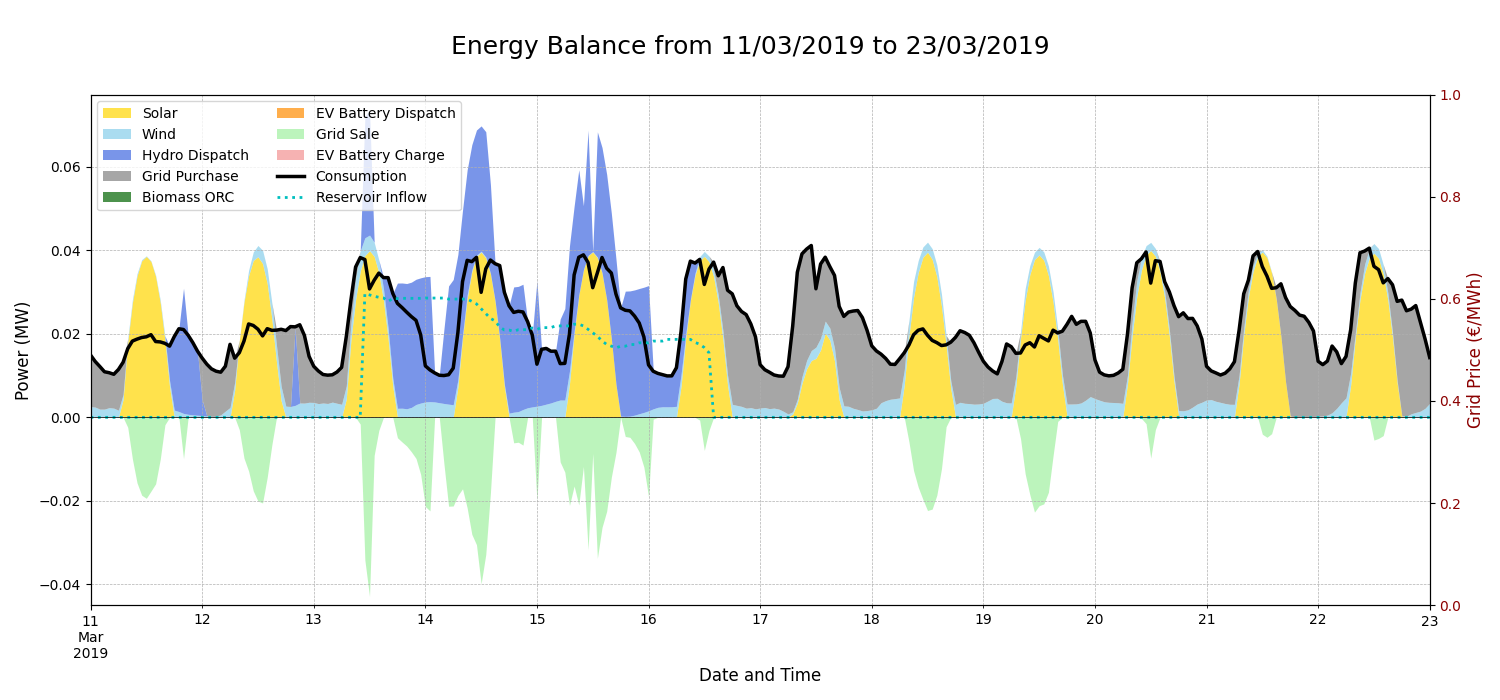 Energy Balance from 11/03/2019 to 23/03/2019
Solar
Wind
Hydro Dispatch
Grid Purchase
Biomass ORC
EV Battery Dispatch
Grid Sale
EV Battery Charge
Consumption
Reservoir Inflow
Power (MW)
0.06
0.04
0.02
0.00
−0.02
−0.04
Grid Price (€/MWh)
1.0
0.8
0.6
0.4
0.2
0.0
11
Mar
2019
12
13
14
15
16
17
18
19
20
21
22
23
Date and Time